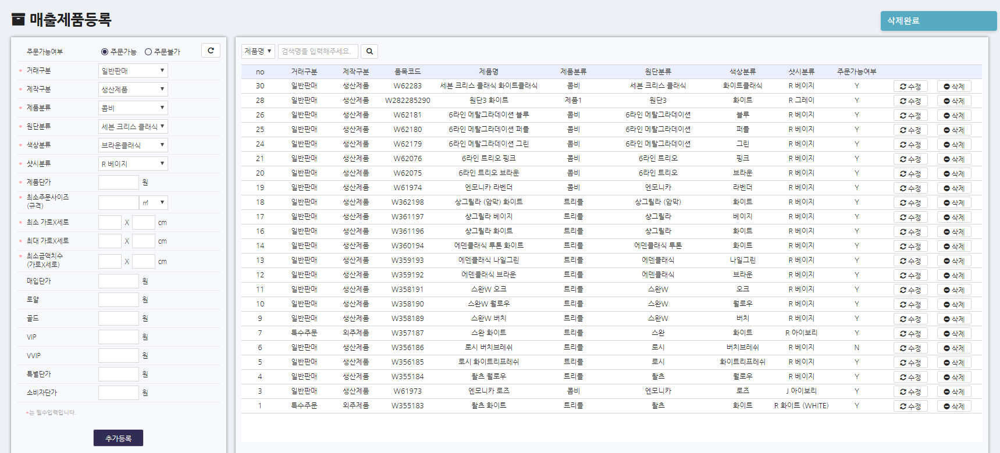 매출제품등록
삭제완료
주문가능여부 주문가능 주문불가
* 거래구분 일반판매
* 제작구분 생산제품
* 제품분류 콤비
* 원단분류 세븐 크리스 클래식
* 색상분류 브라운클래식
* 샷시분류 R 베이지
* 제품단가 원
* 최소주문사이즈
(규격) ㎡
* 최소 가로X세로 X cm
* 최대 가로X세로 X cm
* 최소금액치수
(가로X세로) X cm
매입단가 원
로얄 원
골드 원
VIP 원
VVIP 원
특별단가 원
소비자단가 원
*는 필수입력입니다.
추가등록
제품명 검색명을 입력해주세요.
no 거래구분 제작구분 품목코드 제품명 제품분류 원단분류 색상분류 샷시분류 주문가능여부
30 일반판매 생산제품 W62283 세븐 크리스 클래식 화이트클래식 콤비 세븐 크리스 클래식 화이트클래식 R 베이지 Y 수정 삭제
28 일반판매 생산제품 W282285290 원단3 화이트 제품1 원단3 화이트 R 그레이 Y 수정 삭제
26 일반판매 생산제품 W62181 6라인 메탈그라데이션 블루 콤비 6라인 메탈그라데이션 블루 R 베이지 Y 수정 삭제
25 일반판매 생산제품 W62180 6라인 메탈그라데이션 퍼플 콤비 6라인 메탈그라데이션 퍼플 R 베이지 Y 수정 삭제
24 일반판매 생산제품 W62179 6라인 메탈그라데이션 그린 콤비 6라인 메탈그라데이션 그린 R 베이지 Y 수정 삭제
21 일반판매 생산제품 W62076 6라인 트리오 핑크 콤비 6라인 트리오 핑크 R 베이지 Y 수정 삭제
20 일반판매 생산제품 W62075 6라인 트리오 브라운 콤비 6라인 트리오 브라운 R 베이지 Y 수정 삭제
19 일반판매 생산제품 W61974 엔모니카 라벤더 콤비 엔모니카 라벤더 R 베이지 Y 수정 삭제
18 일반판매 생산제품 W362198 상그릴라 (암막) 화이트 트리플 상그릴라 (암막) 화이트 R 베이지 Y 수정 삭제
17 일반판매 생산제품 W361197 샹그릴라 베이지 트리플 샹그릴라 베이지 R 베이지 Y 수정 삭제
16 일반판매 생산제품 W361196 샹그릴라 화이트 트리플 샹그릴라 화이트 R 베이지 Y 수정 삭제
14 일반판매 생산제품 W360194 에덴클래식 투톤 화이트 트리플 에덴클래식 투톤 화이트 R 베이지 Y 수정 삭제
13 일반판매 생산제품 W359193 에덴클래식 나일그린 트리플 에덴클래식 나일그린 R 베이지 Y 수정 삭제
12 일반판매 생산제품 W359192 에덴클래식 브라운 트리플 에덴클래식 브라운 R 베이지 Y 수정 삭제
11 일반판매 생산제품 W358191 스완W 오크 트리플 스완W 오크 R 베이지 Y 수정 삭제
10 일반판매 생산제품 W358190 스완W 월로우 트리플 스완W 월로우 R 베이지 Y 수정 삭제
9 일반판매 생산제품 W358189 스완W 버치 트리플 스완W 버치 R 베이지 Y 수정 삭제
7 특수주문 외주제품 W357187 스완 화이트 트리플 스완 화이트 R 아이보리 Y 수정 삭제
6 일반판매 생산제품 W356186 로시 버치브레쉬 트리플 로시 버치브레쉬 R 베이지 N 수정 삭제
5 일반판매 생산제품 W356185 로시 화이트리프레쉬 트리플 로시 화이트리프레쉬 R 베이지 Y 수정 삭제
4 일반판매 생산제품 W355184 왈츠 월로우 트리플 왈츠 월로우 R 베이지 Y 수정 삭제
3 일반판매 생산제품 W61973 엔모니카 로즈 콤비 엔모니카 로즈 J 아이보리 Y 수정 삭제
1 특수주문 외주제품 W355183 왈츠 화이트 트리플 왈츠 화이트 R 화이트 (WHITE) Y 수정 삭제